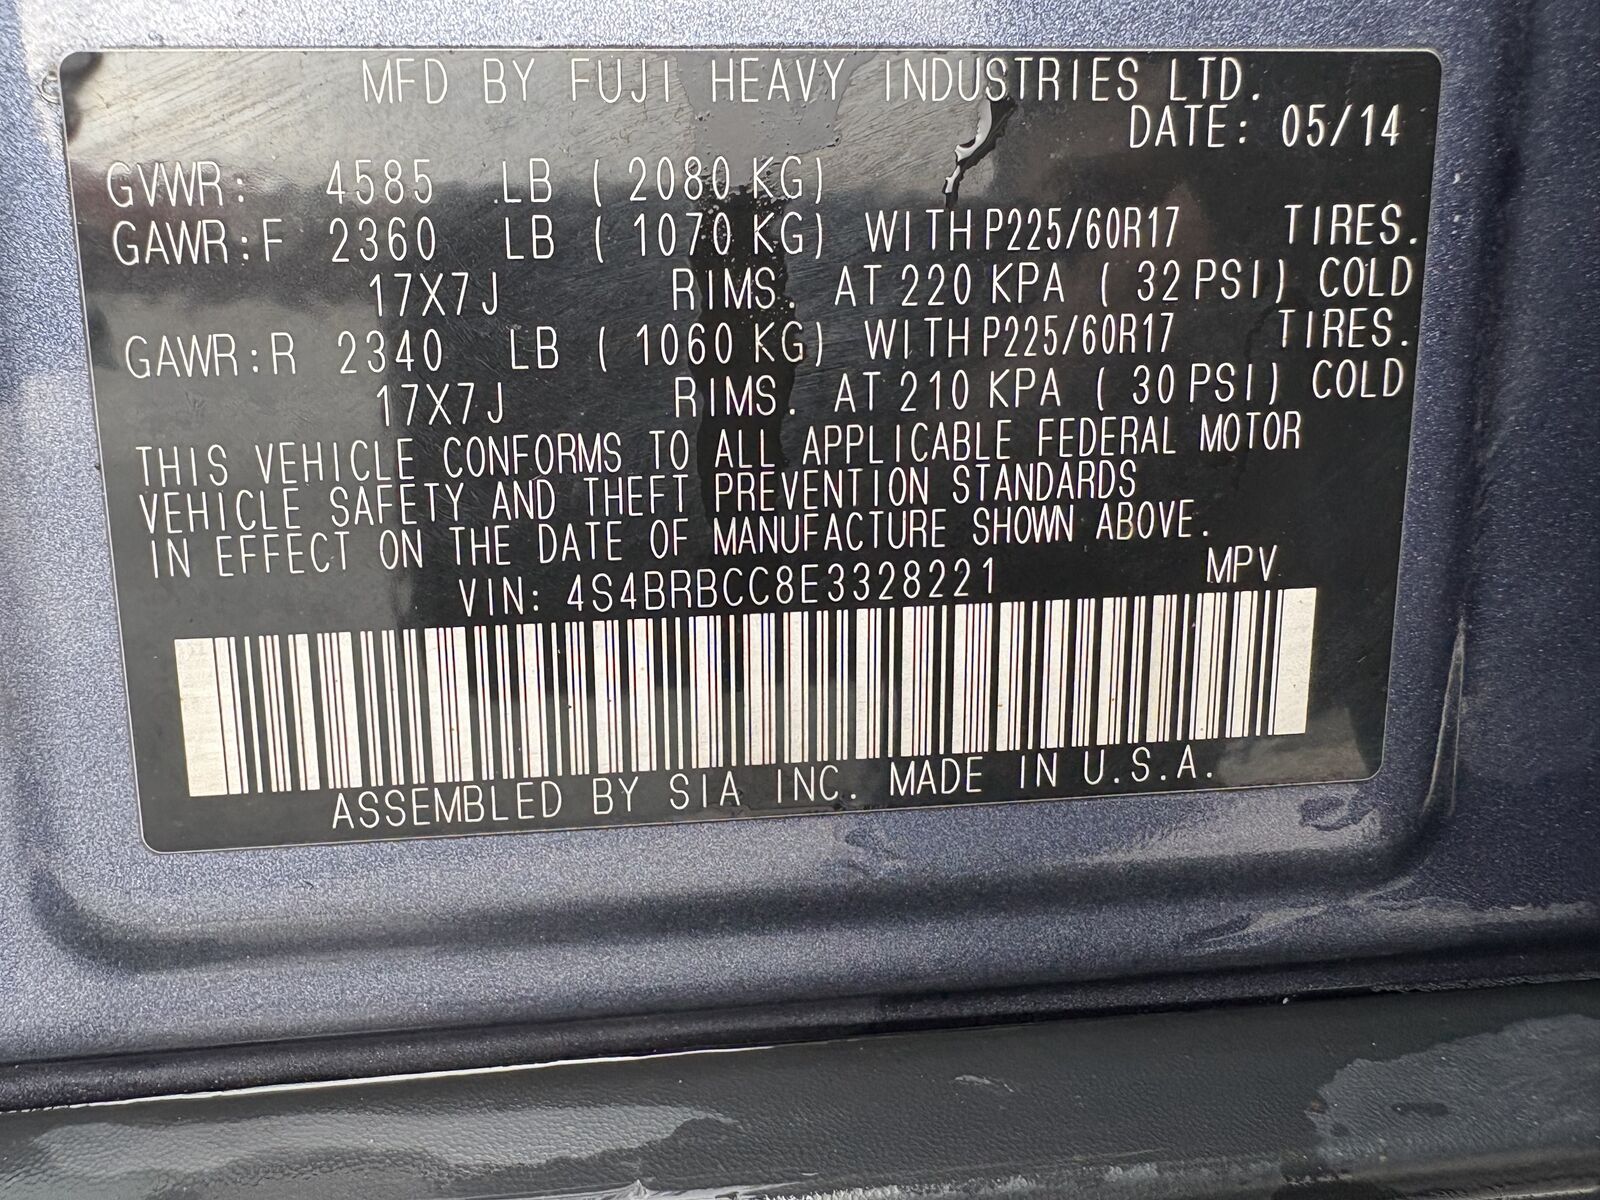 MFD BY FUJI HEAVY INDUSTRIES LTD.
DATE: 05/14
GVWR: 4585 LB ( 2080 KG)
GAWR:F 2360 LB ( 1070 KG) WITH P225/60R17 TIRES.
17X7J RIMS. AT 220 KPA ( 32 PSI) COLD
GAWR:R 2340 LB ( 1060 KG) WITH P225/60R17 TIRES.
17X7J RIMS. AT 210 KPA ( 30 PSI) COLD
THIS VEHICLE CONFORMS TO ALL APPLICABLE FEDERAL MOTOR
VEHICLE SAFETY AND THEFT PREVENTION STANDARDS
IN EFFECT ON THE DATE OF MANUFACTURE SHOWN ABOVE.
VIN: 4S4BRBCC8E3328221 MPV
ASSEMBLED BY SIA INC. MADE IN U.S.A.